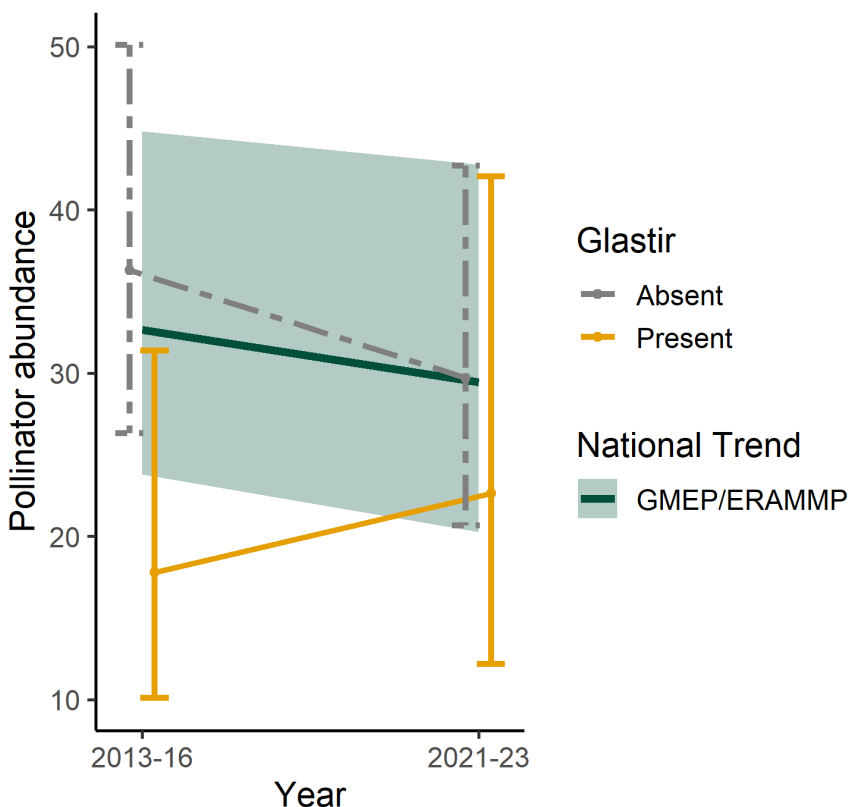 Pollinator abundance
50
40
30
20
10
2013-16
2021-23
Year
Glastir
Absent
Present
National Trend
GMEP/ERAMMP